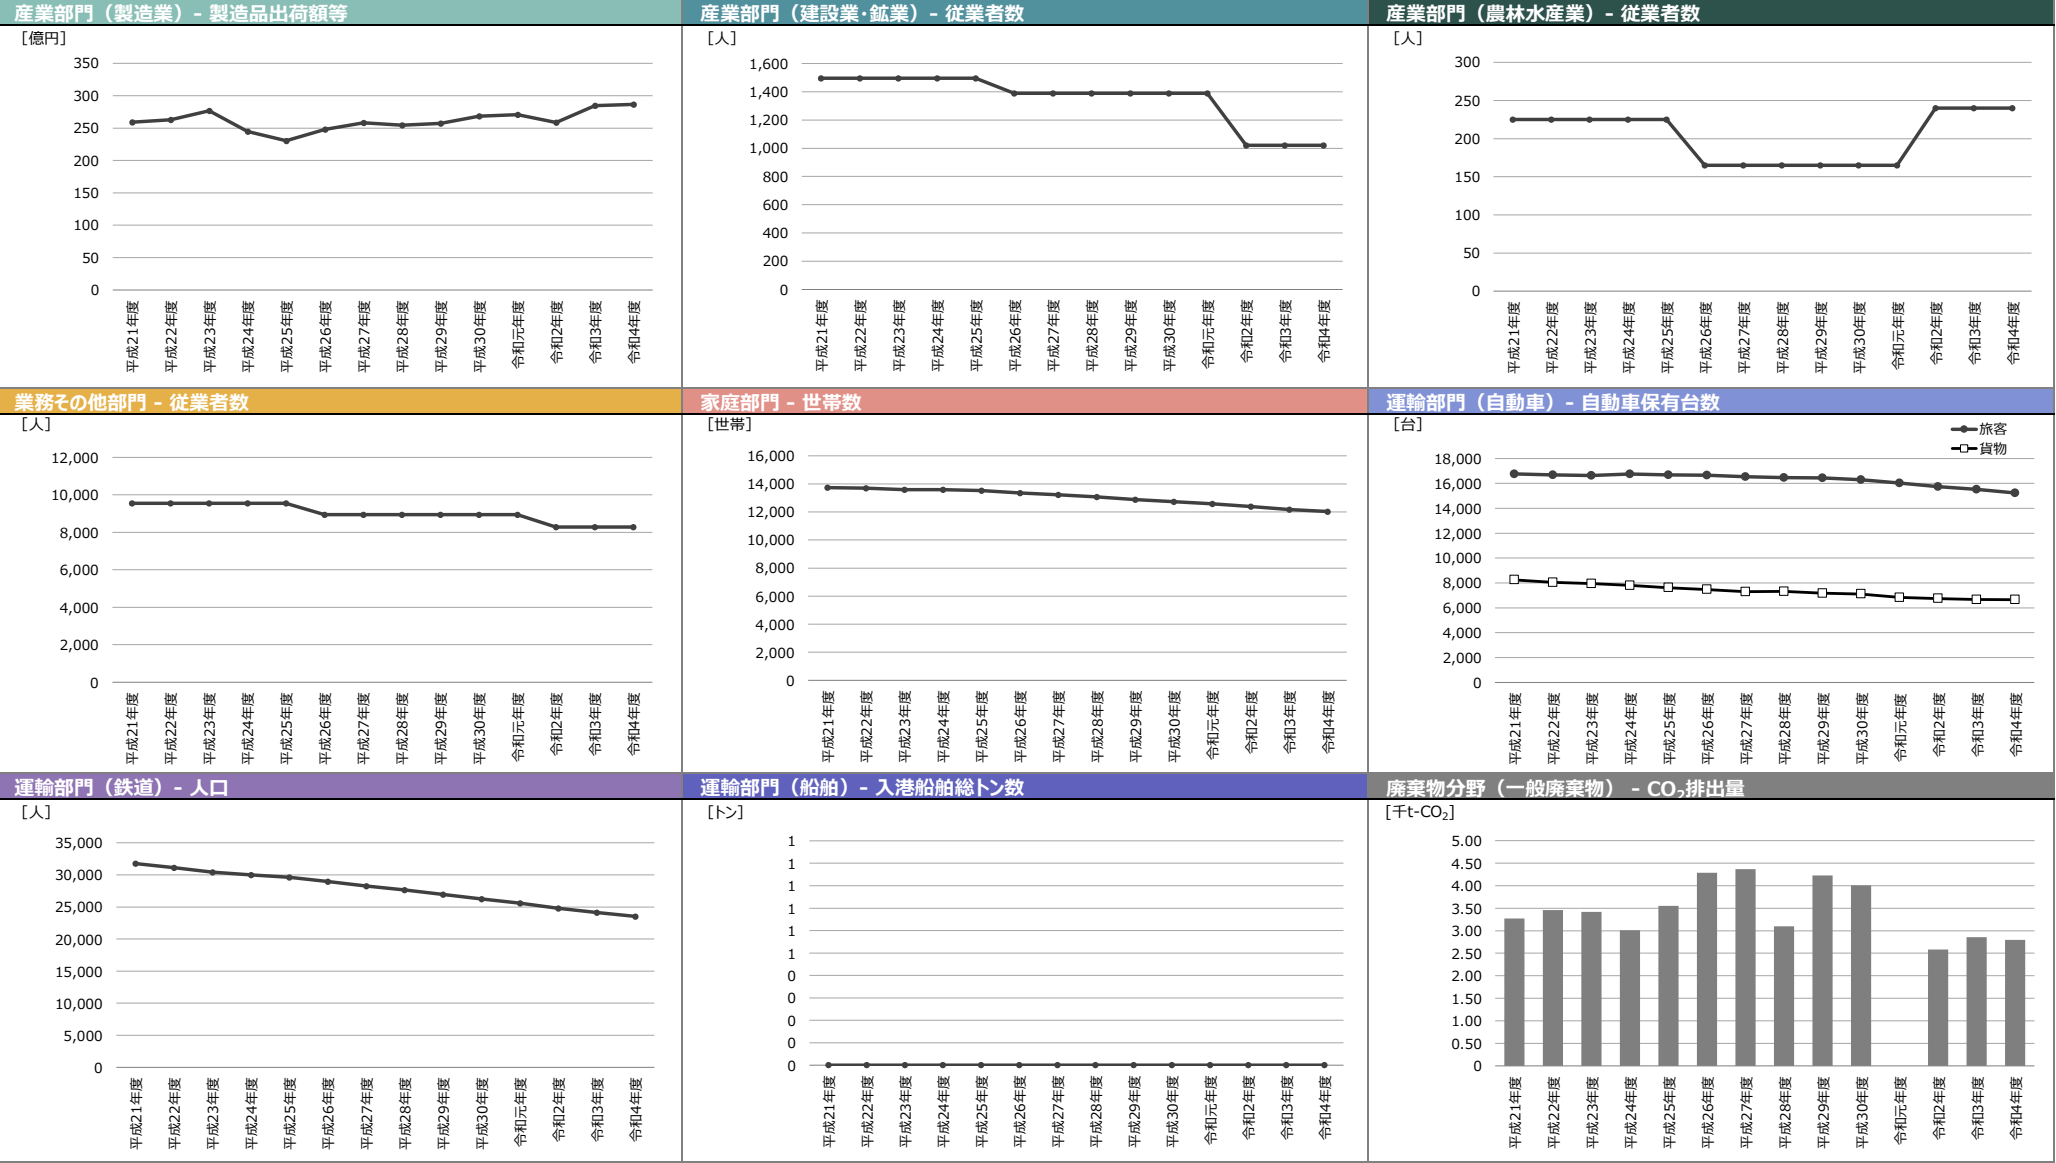 産業部門（製造業）- 製造品出荷額等
[億円]
350
300
250
200
150
100
50
0
平成21年度
平成22年度
平成23年度
平成24年度
平成25年度
平成26年度
平成27年度
平成28年度
平成29年度
平成30年度
令和元年度
令和2年度
令和3年度
令和4年度
産業部門（建設業･鉱業）- 従業者数
[人]
1,600
1,400
1,200
1,000
800
600
400
200
0
平成21年度
平成22年度
平成23年度
平成24年度
平成25年度
平成26年度
平成27年度
平成28年度
平成29年度
平成30年度
令和元年度
令和2年度
令和3年度
令和4年度
産業部門（農林水産業）- 従業者数
[人]
300
250
200
150
100
50
0
平成21年度
平成22年度
平成23年度
平成24年度
平成25年度
平成26年度
平成27年度
平成28年度
平成29年度
平成30年度
令和元年度
令和2年度
令和3年度
令和4年度
業務その他部門 - 従業者数
[人]
12,000
10,000
8,000
6,000
4,000
2,000
0
平成21年度
平成22年度
平成23年度
平成24年度
平成25年度
平成26年度
平成27年度
平成28年度
平成29年度
平成30年度
令和元年度
令和2年度
令和3年度
令和4年度
家庭部門 - 世帯数
[世帯]
16,000
14,000
12,000
10,000
8,000
6,000
4,000
2,000
0
平成21年度
平成22年度
平成23年度
平成24年度
平成25年度
平成26年度
平成27年度
平成28年度
平成29年度
平成30年度
令和元年度
令和2年度
令和3年度
令和4年度
運輸部門（自動車）- 自動車保有台数
[台]
旅客
貨物
18,000
16,000
14,000
12,000
10,000
8,000
6,000
4,000
2,000
0
平成21年度
平成22年度
平成23年度
平成24年度
平成25年度
平成26年度
平成27年度
平成28年度
平成29年度
平成30年度
令和元年度
令和2年度
令和3年度
令和4年度
運輸部門（鉄道）- 人口
[人]
35,000
30,000
25,000
20,000
15,000
10,000
5,000
0
平成21年度
平成22年度
平成23年度
平成24年度
平成25年度
平成26年度
平成27年度
平成28年度
平成29年度
平成30年度
令和元年度
令和2年度
令和3年度
令和4年度
運輸部門（船舶）- 入港船舶総トン数
[トン]
1
1
1
1
1
1
0
0
0
0
0
平成21年度
平成22年度
平成23年度
平成24年度
平成25年度
平成26年度
平成27年度
平成28年度
平成29年度
平成30年度
令和元年度
令和2年度
令和3年度
令和4年度
廃棄物分野（一般廃棄物） - CO₂排出量
[千t-CO₂]
5.00
4.50
4.00
3.50
3.00
2.50
2.00
1.50
1.00
0.50
0
平成21年度
平成22年度
平成23年度
平成24年度
平成25年度
平成26年度
平成27年度
平成28年度
平成29年度
平成30年度
令和元年度
令和2年度
令和3年度
令和4年度